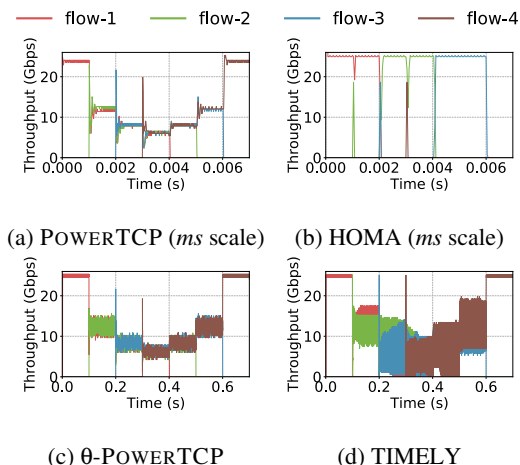 flow-1 flow-2 flow-3 flow-4
Throughput (Gbps)
20
10
0
0.000 0.002 0.004 0.006
Time (s)
Throughput (Gbps)
20
10
0
0.000 0.002 0.004 0.006
Time (s)
(a) POWERTCP (ms scale) (b) HOMA (ms scale)
Throughput (Gbps)
20
10
0
0.0 0.2 0.4 0.6
Time (s)
Throughput (Gbps)
20
10
0
0.0 0.2 0.4 0.6
Time (s)
(c) θ-POWERTCP (d) TIMELY